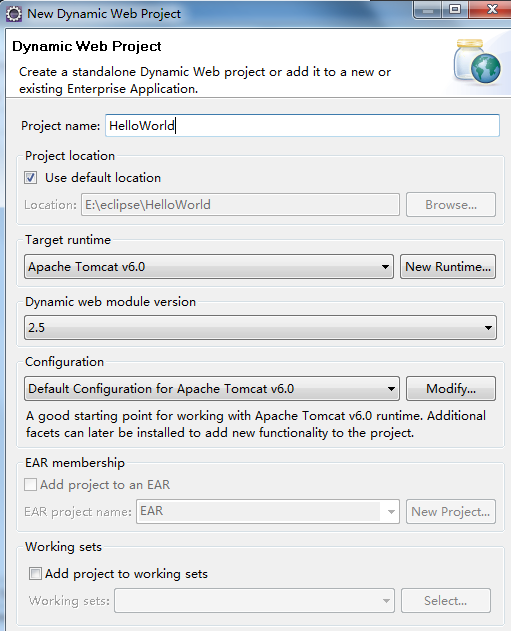 New Dynamic Web Project
Dynamic Web Project
Create a standalone Dynamic Web project or add it to a new or
existing Enterprise Application.
Project name: HelloWorld
Project location
Use default location
Location: E:\eclipse\HelloWorld Browse...
Target runtime
Apache Tomcat v6.0 New Runtime...
Dynamic web module version
2.5
Configuration
Default Configuration for Apache Tomcat v6.0 Modify...
A good starting point for working with Apache Tomcat v6.0 runtime. Additional
facets can later be installed to add new functionality to the project.
EAR membership
Add project to an EAR
EAR project name: EAR New Project...
Working sets
Add project to working sets
Working sets: Select...